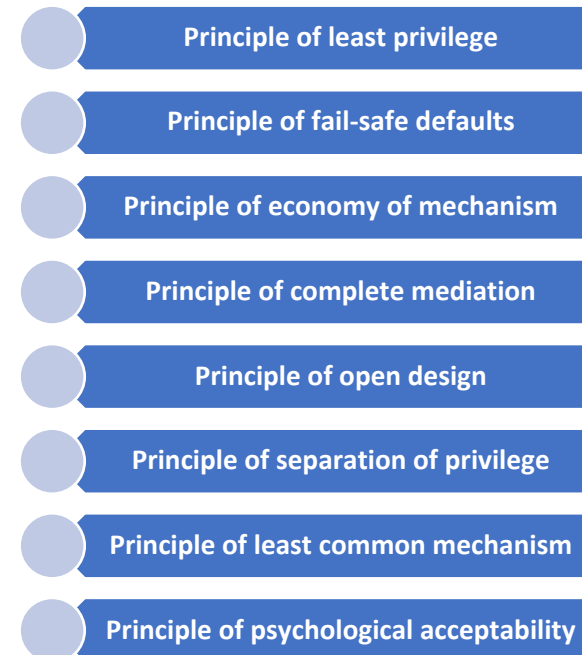 Principle of least privilege
Principle of fail-safe defaults
Principle of economy of mechanism
Principle of complete mediation
Principle of open design
Principle of separation of privilege
Principle of least common mechanism
Principle of psychological acceptability